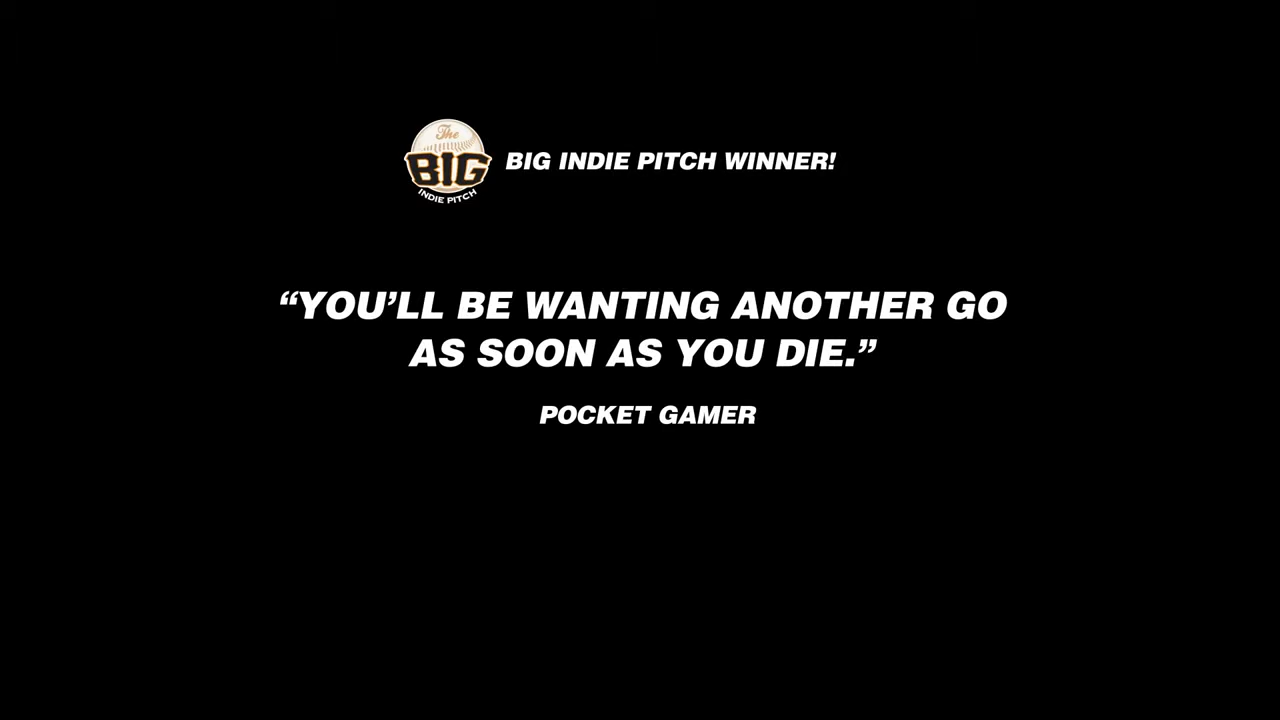 The
BIG
INDIE PITCH
BIG INDIE PITCH WINNER!
“YOU’LL BE WANTING ANOTHER GO
AS SOON AS YOU DIE.”
POCKET GAMER